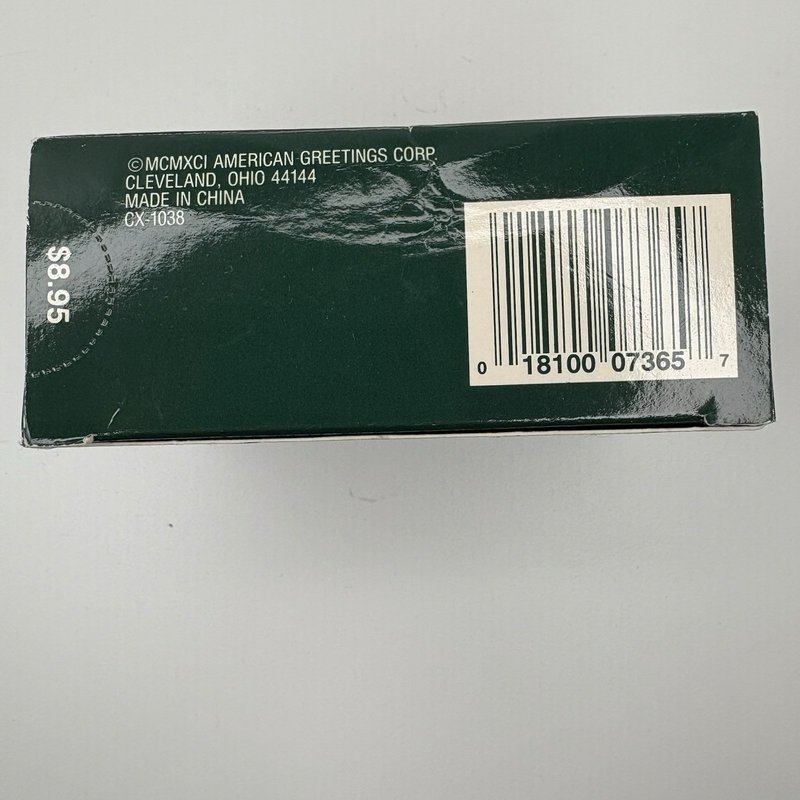 ©MCMXCI AMERICAN GREETINGS CORP.
CLEVELAND, OHIO 44144
MADE IN CHINA
CX-1038
$8.95
0 18100 07365 7